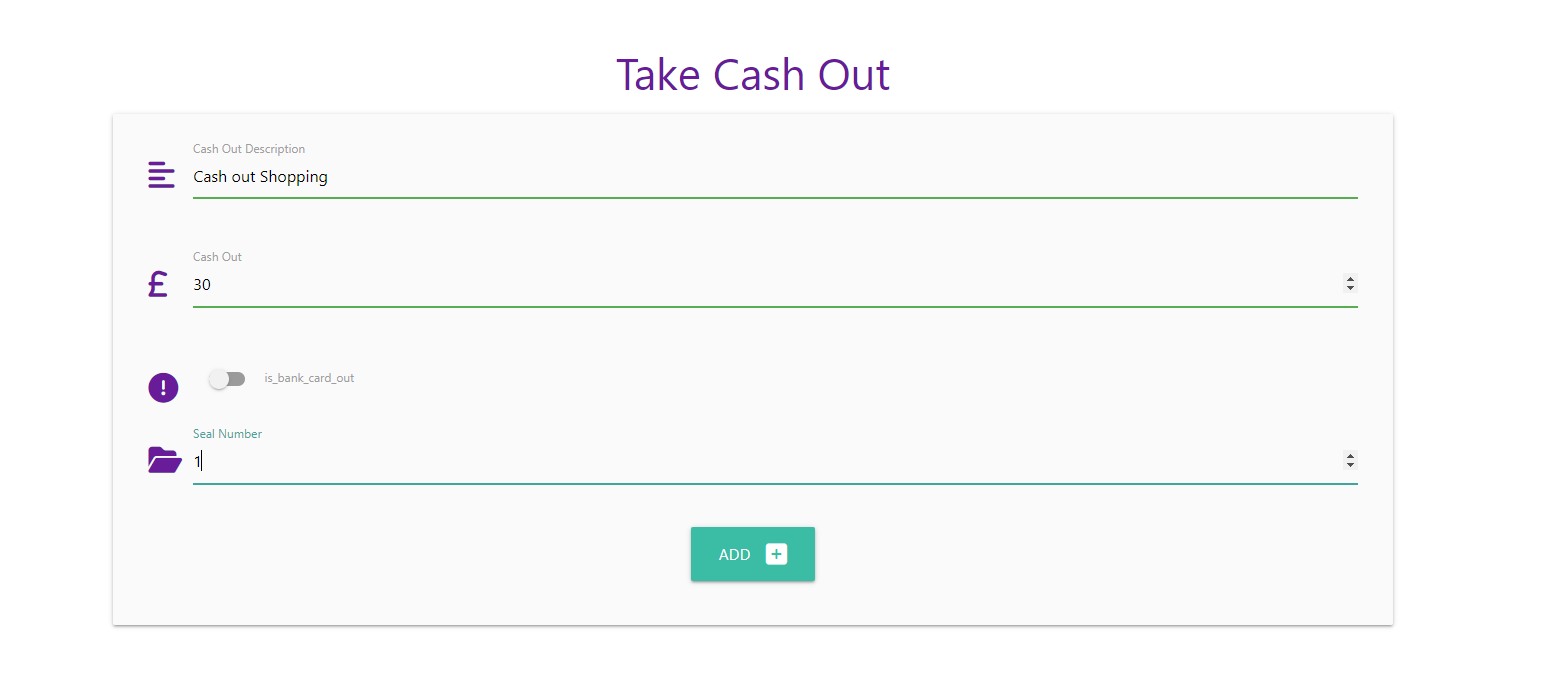 Take Cash Out
Cash Out Description
Cash out Shopping
Cash Out
£
30
is_bank_card_out
Seal Number
1
ADD